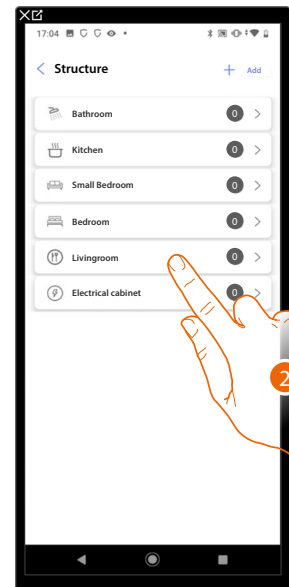 17:04
Structure
+ Add
Bathroom 0
Kitchen 0
Small Bedroom 0
Bedroom 0
Livingroom 0
Electrical cabinet 0
2